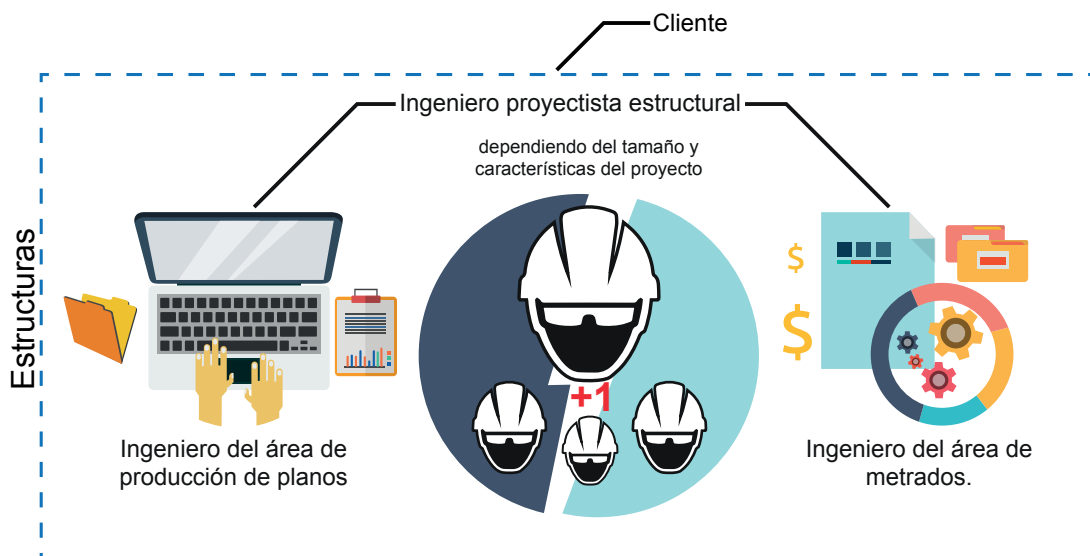 Cliente
Ingeniero proyectista estructural
dependiendo del tamaño y
características del proyecto
Estructuras
$
$
+1
Ingeniero del área de
producción de planos
Ingeniero del área de
metrados.